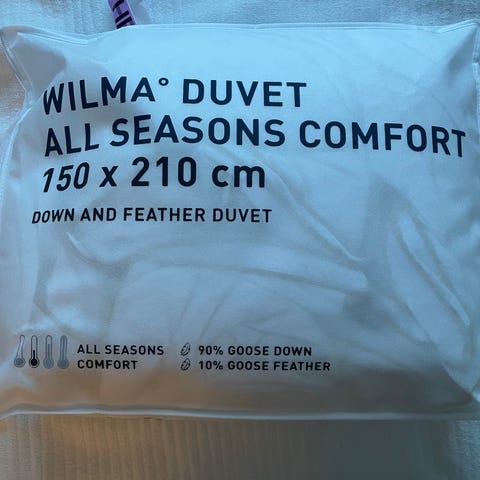 WILMA° DUVET
ALL SEASONS COMFORT
150 x 210 cm
DOWN AND FEATHER DUVET
ALL SEASONS
COMFORT
90% GOOSE DOWN
10% GOOSE FEATHER